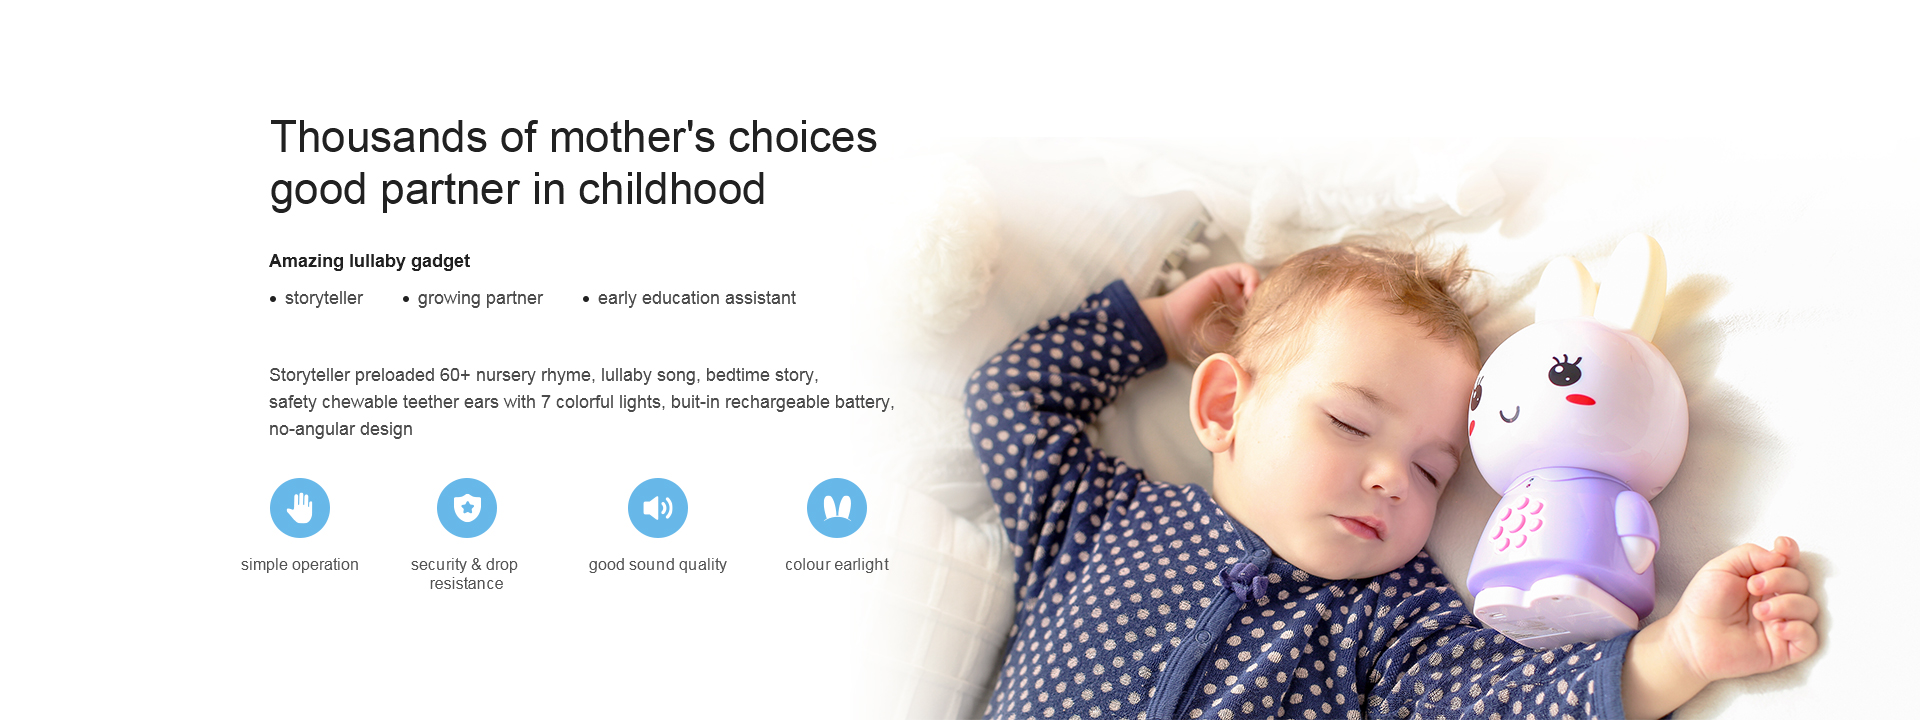 Thousands of mother's choices
good partner in childhood
Amazing lullaby gadget
• storyteller • growing partner • early education assistant
Storyteller preloaded 60+ nursery rhyme, lullaby song, bedtime story,
safety chewable teether ears with 7 colorful lights, buit-in rechargeable battery,
no-angular design
simple operation
security & drop
resistance
good sound quality
colour earlight